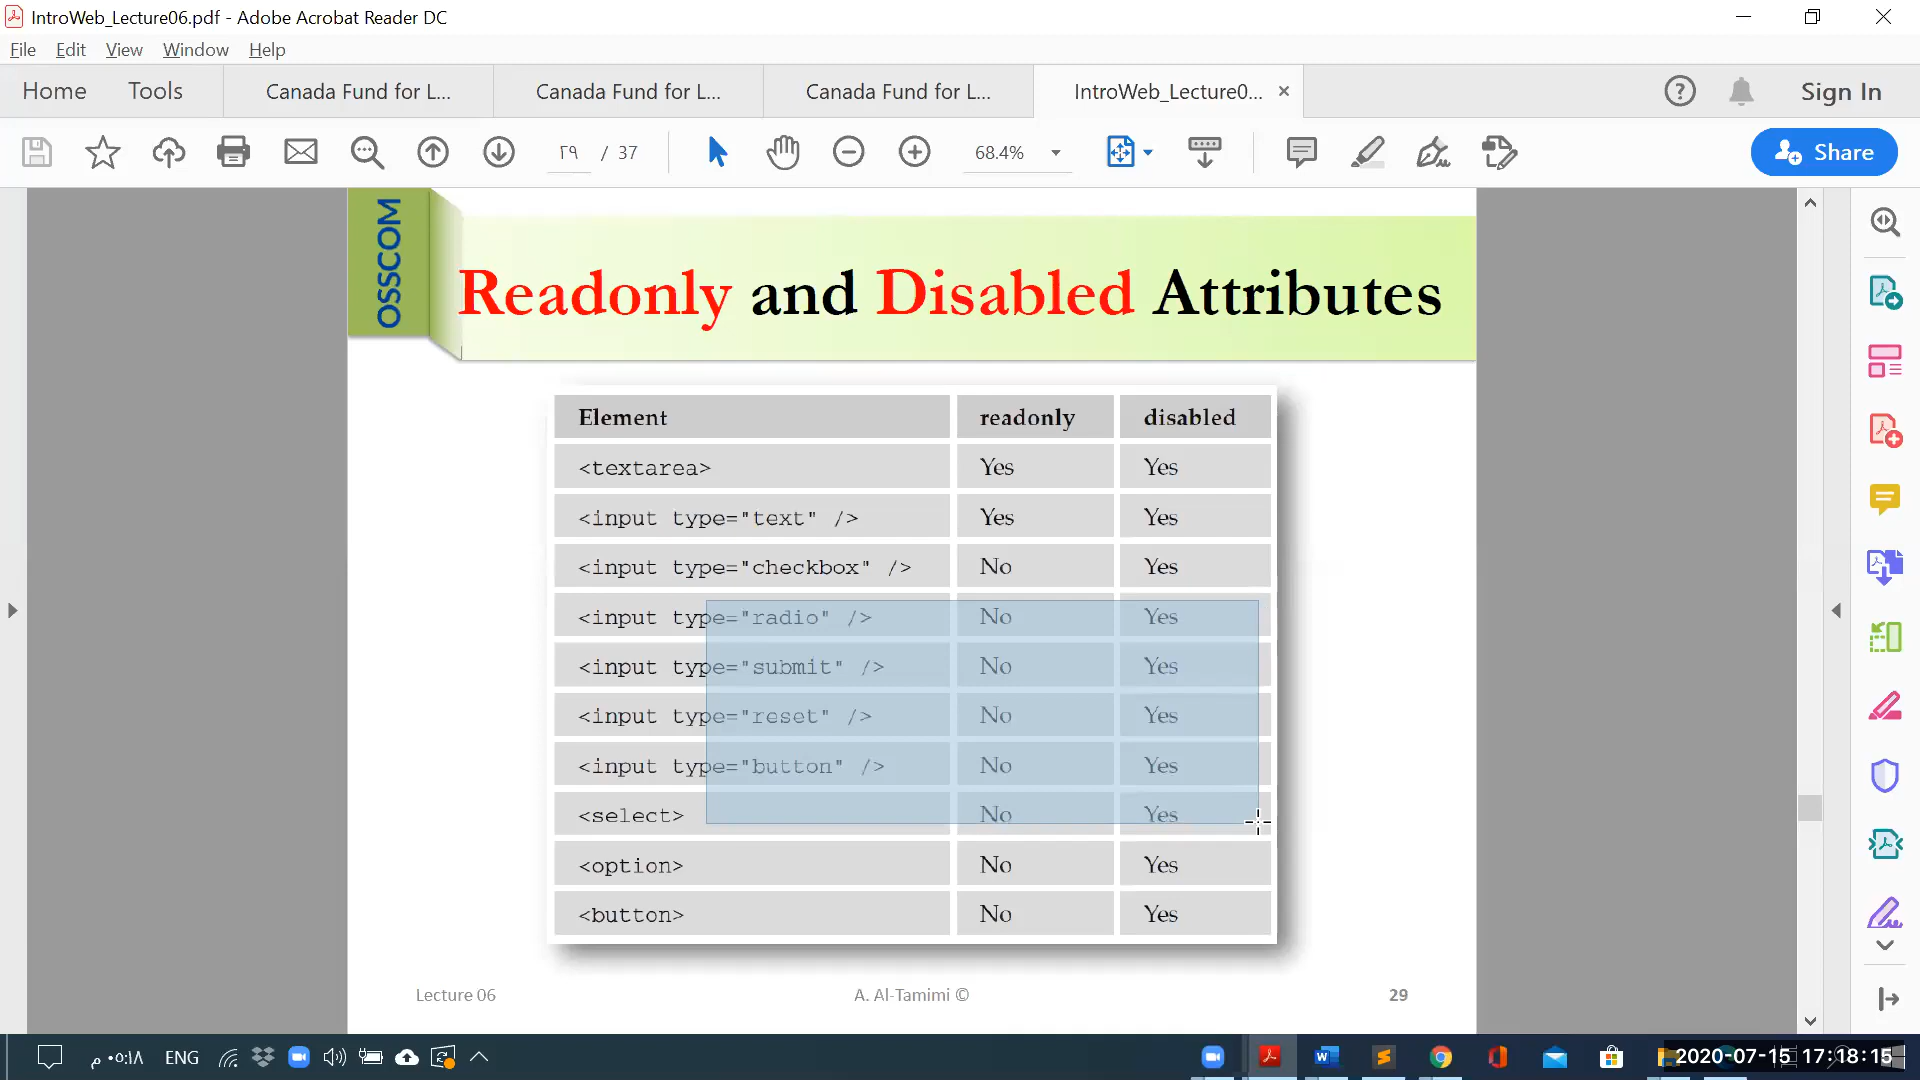 IntroWeb_Lecture06.pdf - Adobe Acrobat Reader DC
File Edit View Window Help
Home Tools Canada Fund for L... Canada Fund for L... Canada Fund for L... IntroWeb_Lecture0... × Sign In
٢٩ / 37 68.4% Share
OSSCOM
Readonly and Disabled Attributes
Element readonly disabled
<textarea> Yes Yes
<input type="text" /> Yes Yes
<input type="checkbox" /> No Yes
<input type="radio" /> No Yes
<input type="submit" /> No Yes
<input type="reset" /> No Yes
<input type="button" /> No Yes
<select> No Yes
<option> No Yes
<button> No Yes
Lecture 06 A. Al-Tamimi © 29
٠٥:١٨ م ENG 2020-07-15 17:18:15